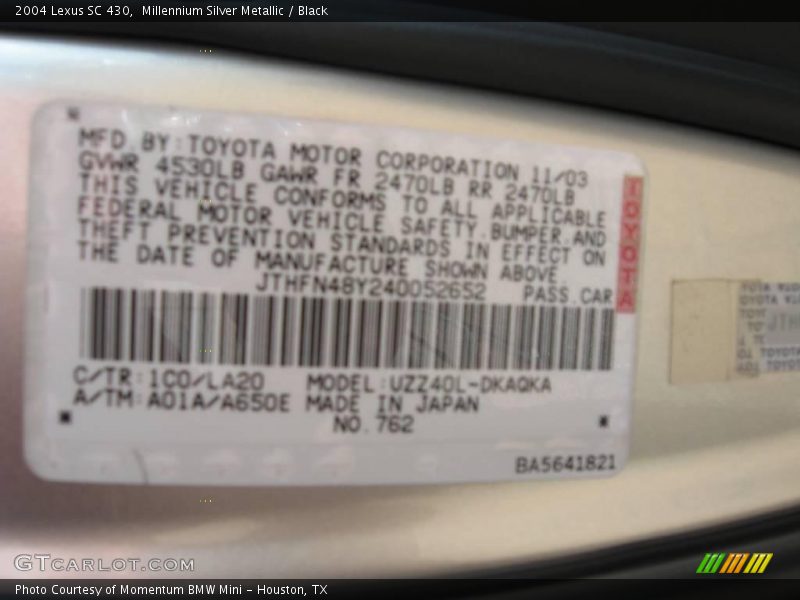 2004 Lexus SC 430, Millennium Silver Metallic / Black
MFD. BY: TOYOTA MOTOR CORPORATION 11/03
GVWR 4530LB GAWR FR 2470LB RR 2470LB
THIS VEHICLE CONFORMS TO ALL APPLICABLE
FEDERAL MOTOR VEHICLE SAFETY, BUMPER, AND
THEFT PREVENTION STANDARDS IN EFFECT ON
THE DATE OF MANUFACTURE SHOWN ABOVE.
JTHFN48Y240052652 PASS. CAR
TOYOTA
C/TR: 1C0/LA20 MODEL: UZZ40L-DKAQKA
A/TM: A01A/A650E MADE IN JAPAN
NO. 762
BA5641821
TOYOTA
TOYOTA
GTcarlot.com
Photo Courtesy of Momentum BMW Mini - Houston, TX